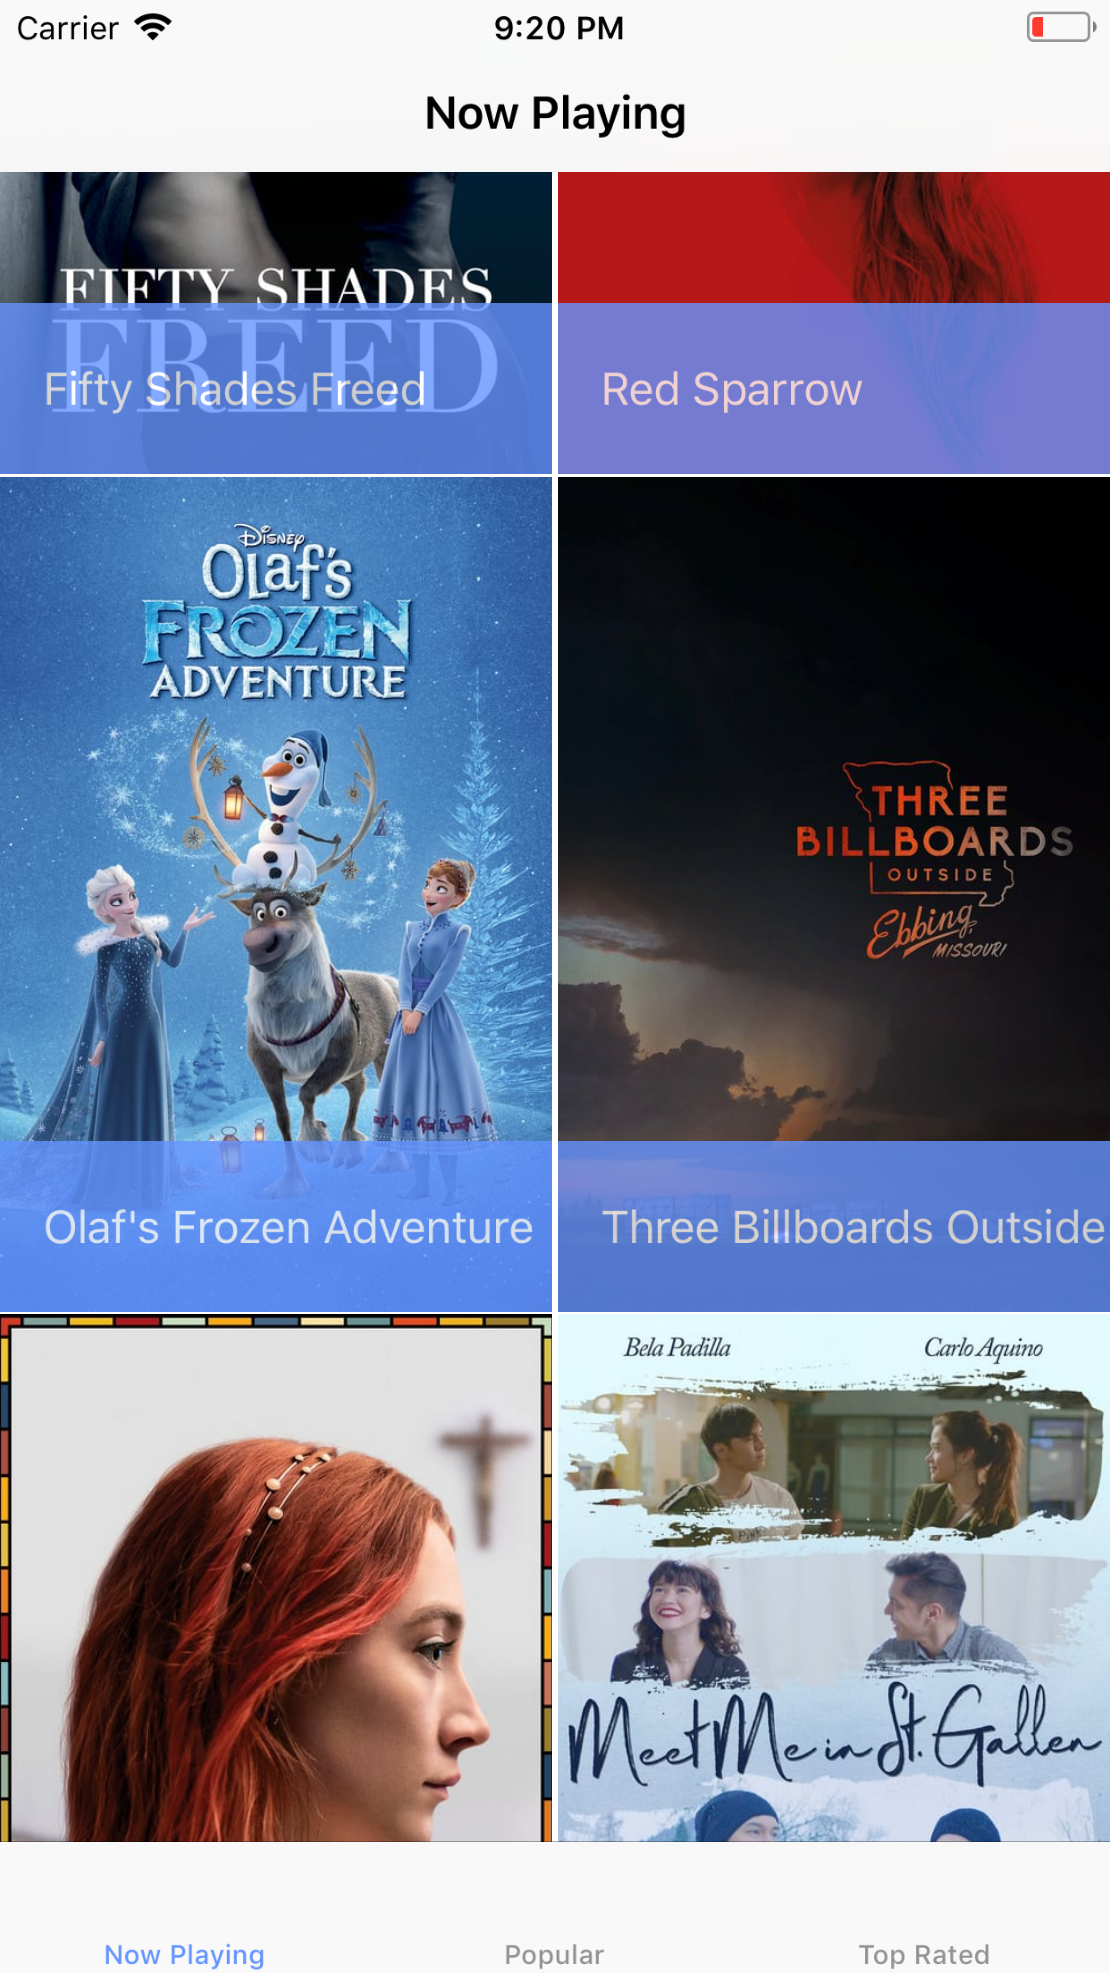 Carrier
9:20 PM
Now Playing
FIFTY SHADES
FREED
Fifty Shades Freed
Red Sparrow
Disney
Olaf's
FROZEN
ADVENTURE
THREE
BILLBOARDS
OUTSIDE
Ebbing,
MISSOURI
Olaf's Frozen Adventure
Three Billboards Outside
Bela Padilla
Carlo Aquino
Meet Me in St. Gallen
Now Playing
Popular
Top Rated